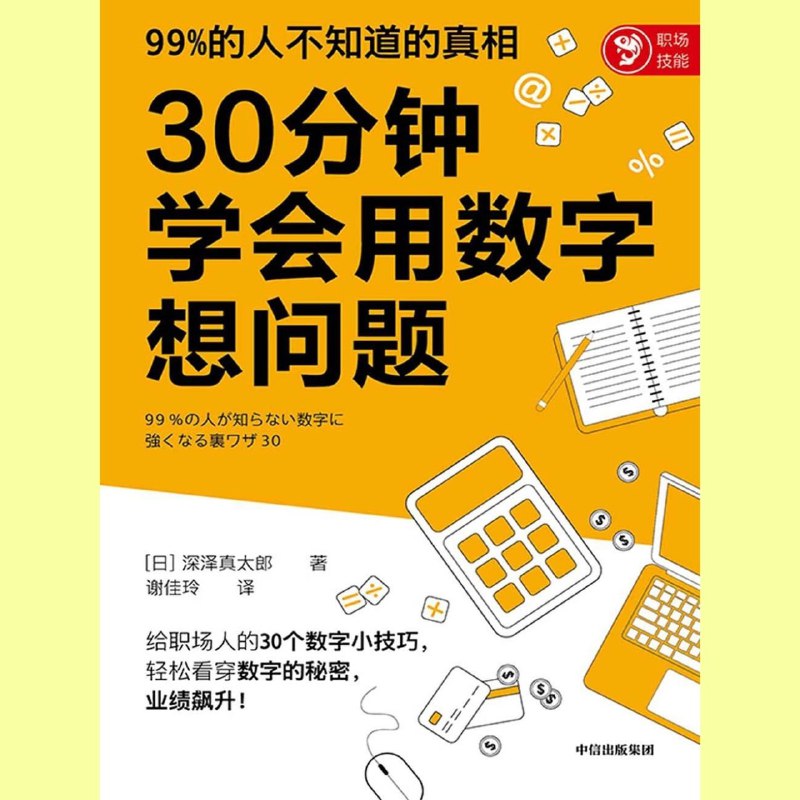 99%的人不知道的真相
职场
技能
30分钟
学会用数字
想问题
99%の人が知らない数字に
強くなる裏ワザ30
[日] 深泽真太郎 著
谢佳玲 译
给职场人的30个数字小技巧，
轻松看穿数字的秘密，
业绩飙升！
中信出版集团